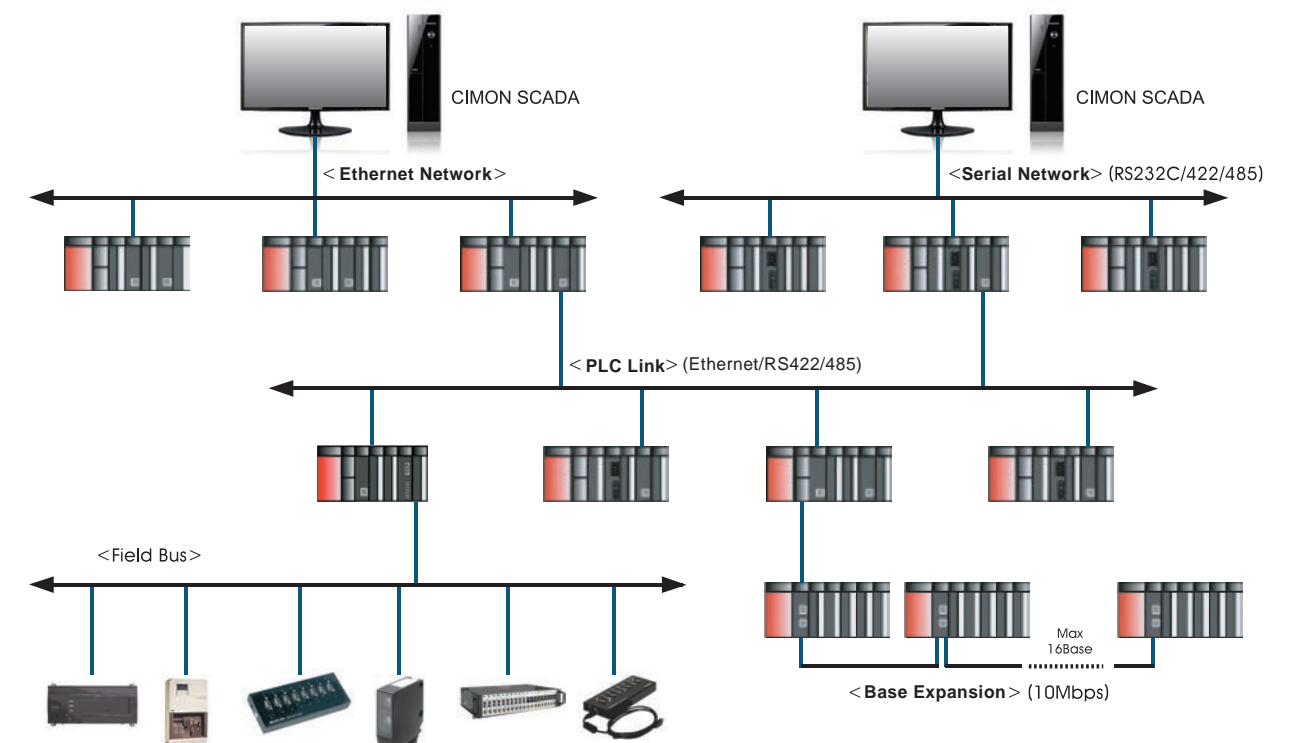 CIMON SCADA
CIMON SCADA
< Ethernet Network>
<Serial Network> (RS232C/422/485)
< PLC Link> (Ethernet/RS422/485)
<Field Bus>
Max
16Base
< Base Expansion> (10Mbps)